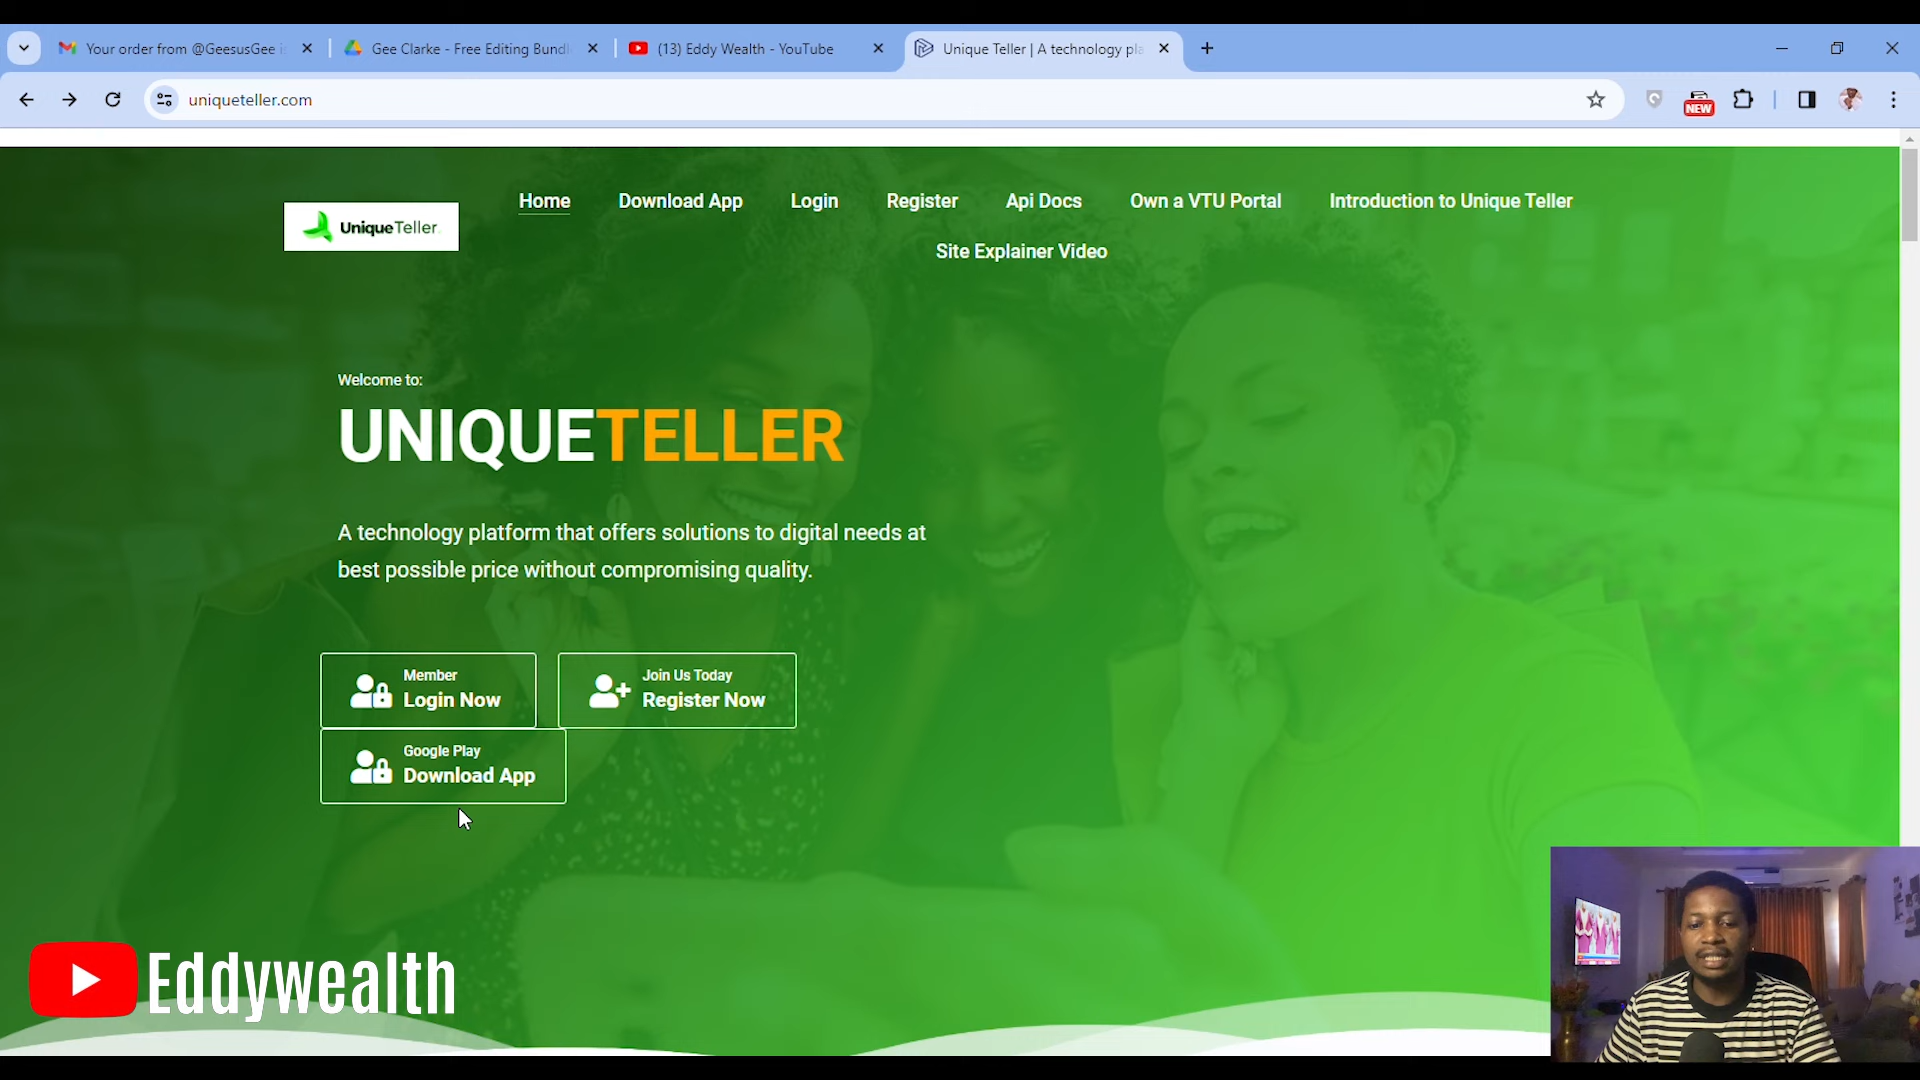 Your order from @GeesusGee is
Gee Clarke - Free Editing Bundl
(13) Eddy Wealth - YouTube
Unique Teller | A technology pla
uniqueteller.com
NEW
UniqueTeller
Home
Download App
Login
Register
Api Docs
Own a VTU Portal
Introduction to Unique Teller
Site Explainer Video
Welcome to:
UNIQUETELLER
A technology platform that offers solutions to digital needs at
best possible price without compromising quality.
Member
Login Now
Join Us Today
Register Now
Google Play
Download App
Eddywealth